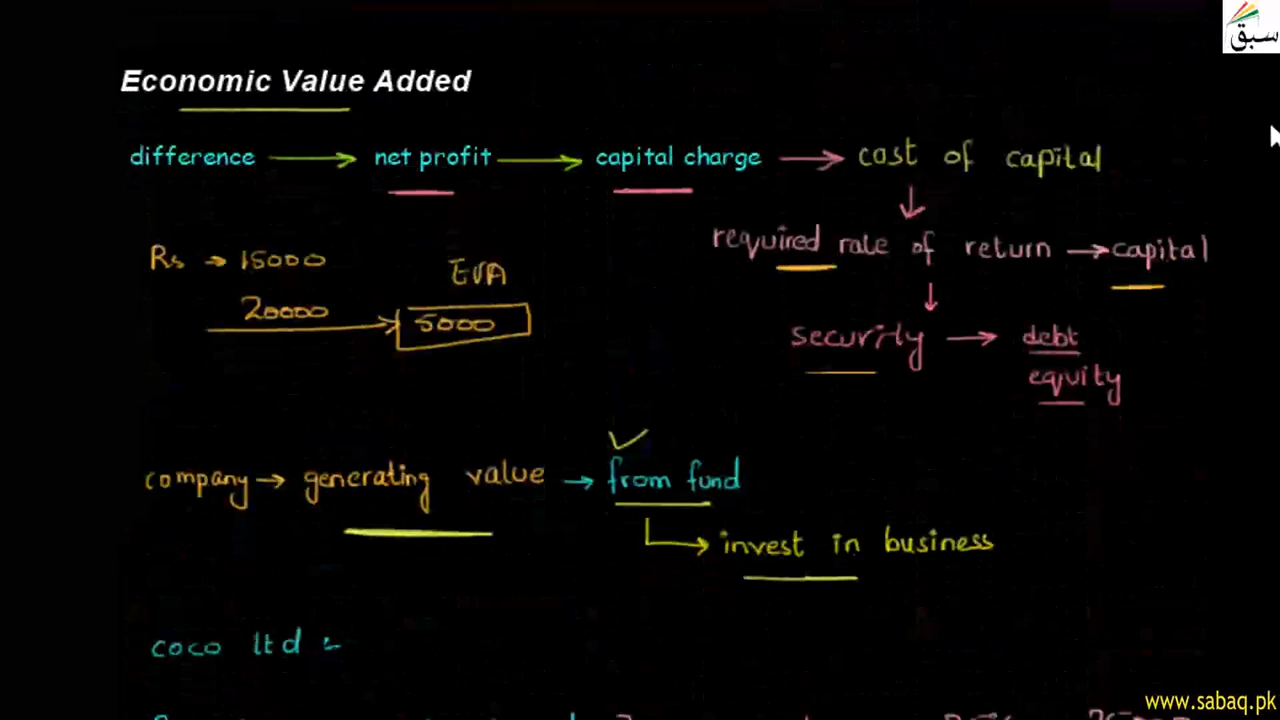 سبق
Economic Value Added
difference → net profit → capital charge → cost of capital
required rate of return → capital
Rs → 15000
EVA
20000 → 5000
security → debt
equity
company → generating value → from fund
invest in business
coco ltd
www.sabaq.pk